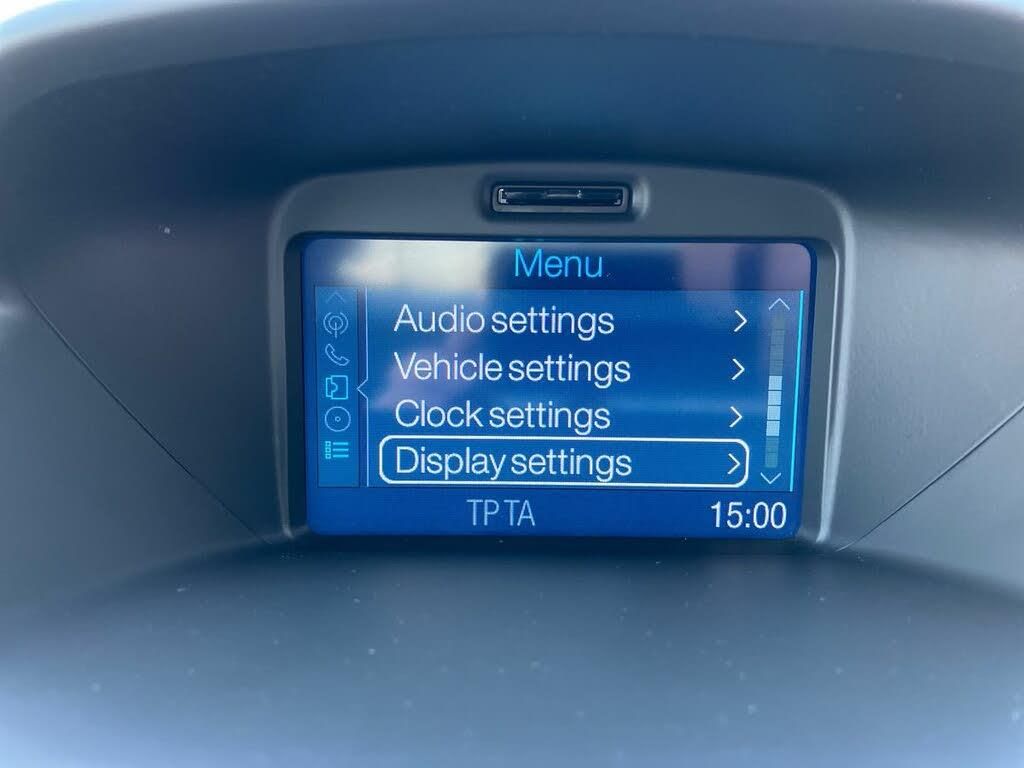 Menu
Audio settings
Vehicle settings
Clock settings
Display settings
TP TA
15:00